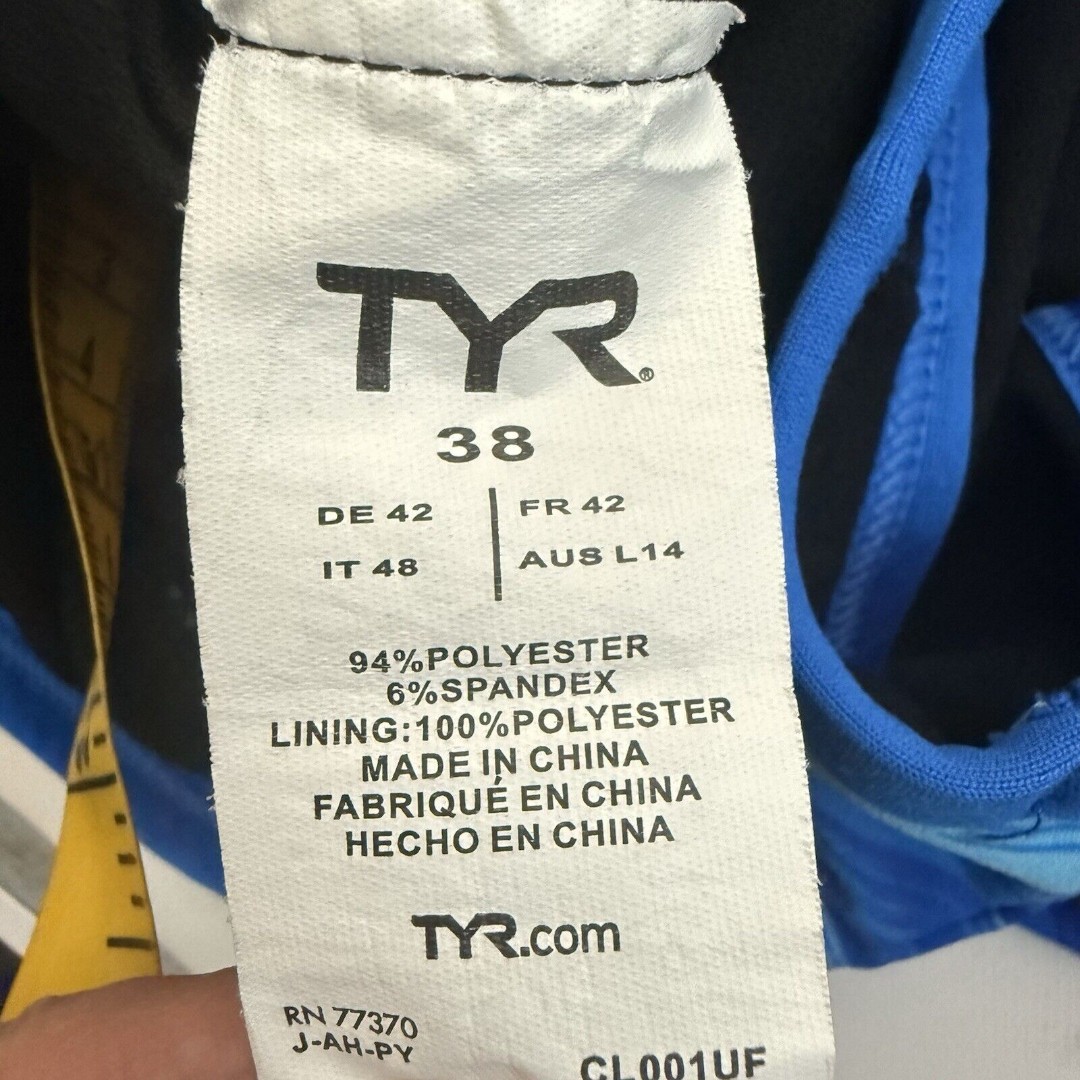 TYR®
38
DE 42 | FR 42
IT 48 | AUS L14
94%POLYESTER
6%SPANDEX
LINING:100%POLYESTER
MADE IN CHINA
FABRIQUÉ EN CHINA
HECHO EN CHINA
TYR.com
RN 77370
J-AH-PY
CL001UF